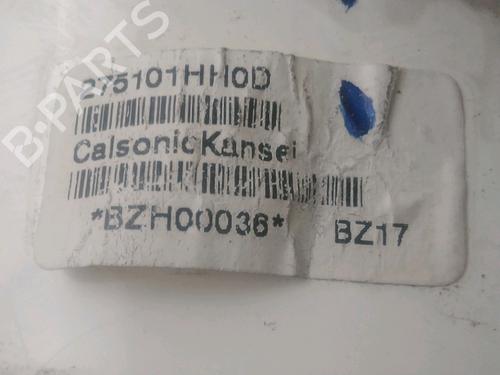 B-PARTS
275101HH0D
CalsonicKansei
*BZH00036* BZ17